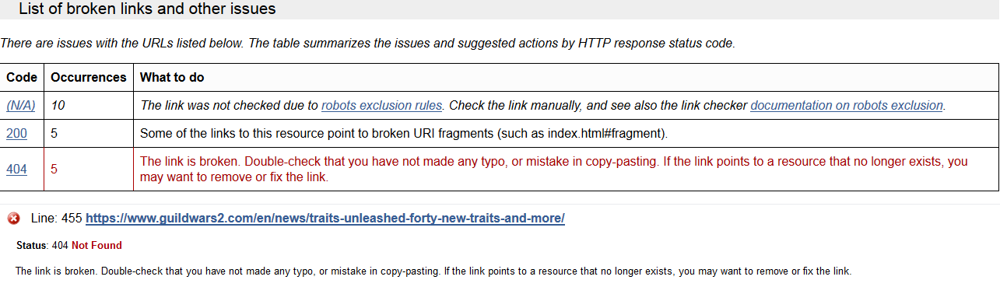 List of broken links and other issues
There are issues with the URLs listed below. The table summarizes the issues and suggested actions by HTTP response status code.
Code Occurrences What to do
(N/A) 10 The link was not checked due to robots exclusion rules. Check the link manually, and see also the link checker documentation on robots exclusion.
200 5 Some of the links to this resource point to broken URI fragments (such as index.html#fragment).
404 5 The link is broken. Double-check that you have not made any typo, or mistake in copy-pasting. If the link points to a resource that no longer exists, you
may want to remove or fix the link.
Line: 455 https://www.guildwars2.com/en/news/traits-unleashed-forty-new-traits-and-more/
Status: 404 Not Found
The link is broken. Double-check that you have not made any typo, or mistake in copy-pasting. If the link points to a resource that no longer exists, you may want to remove or fix the link.